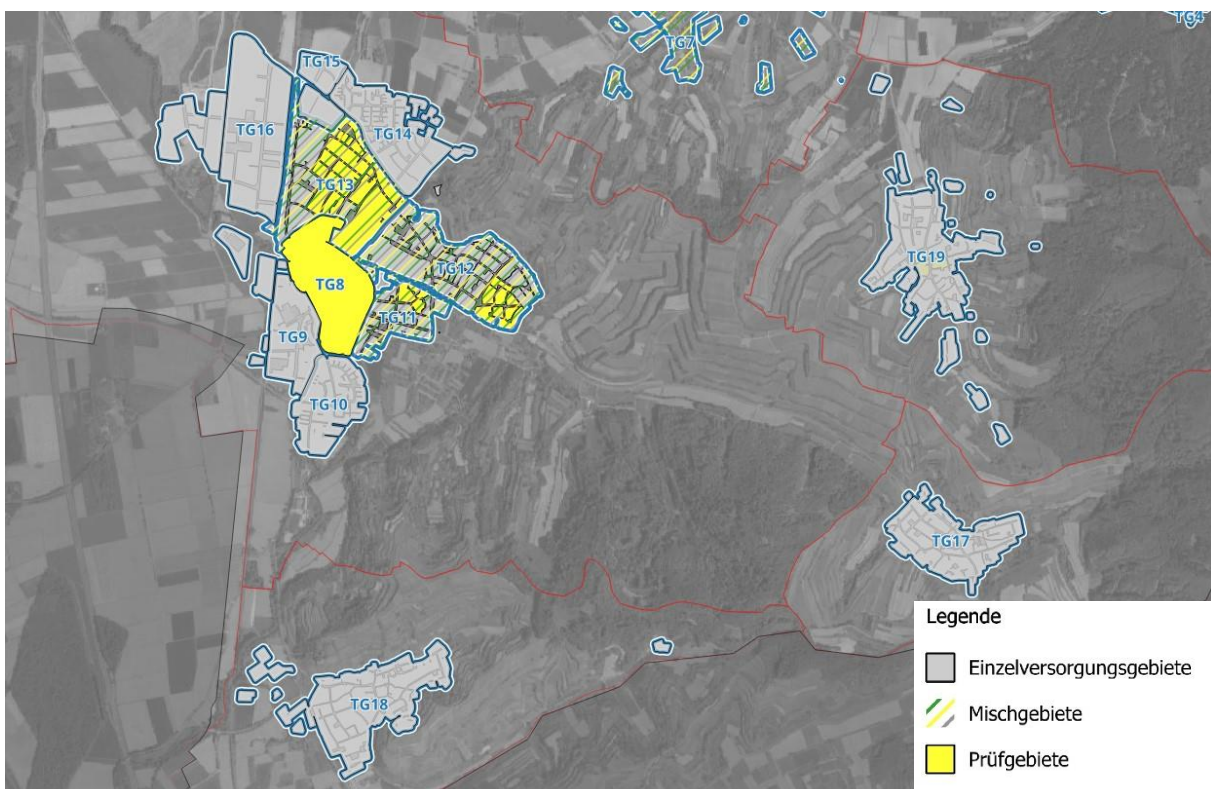 TG4
TG7
TG15
TG16
TG14
TG13
TG19
TG12
TG8
TG11
TG9
TG10
TG17
TG18
Legende
Einzelversorgungsgebiete
Mischgebiete
Prüfgebiete